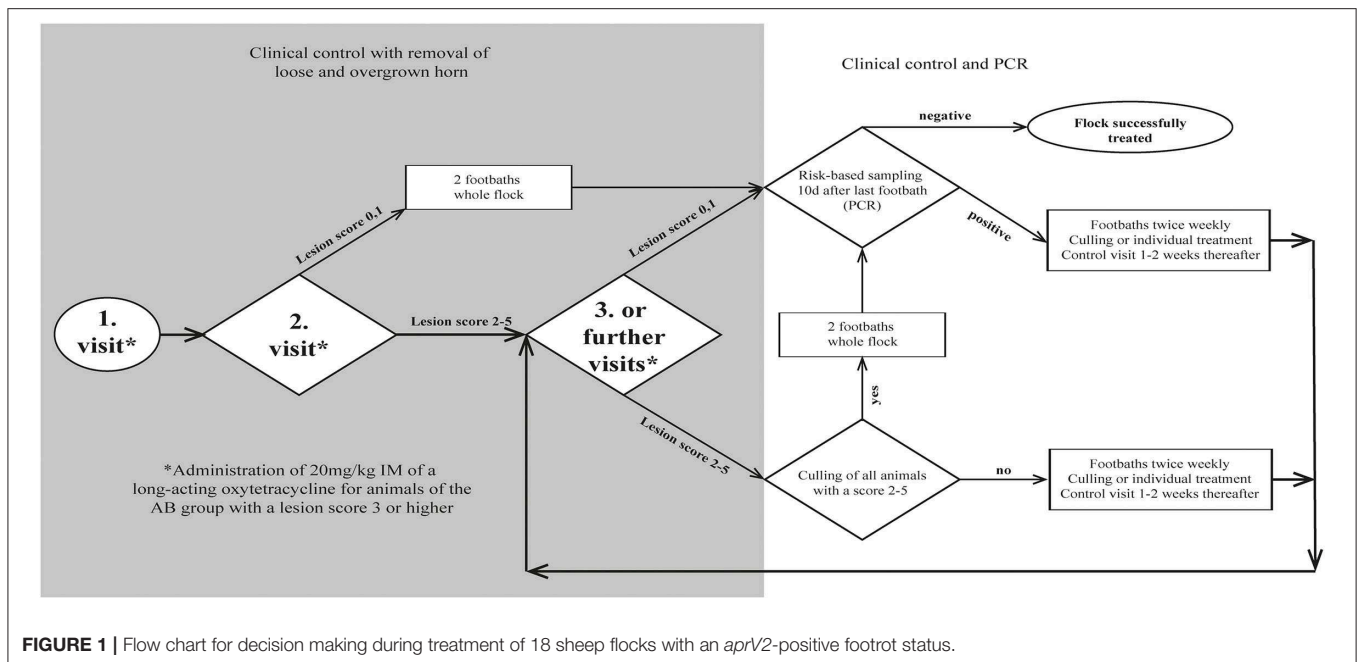 Clinical control with removal of
loose and overgrown horn
Clinical control and PCR
negative
Flock successfully
treated
2 footbaths
whole flock
Risk-based sampling
10d after last footbath
(PCR)
Lesion score 0,1
Lesion score 0,1
positive
Footbaths twice weekly
Culling or individual treatment
Control visit 1-2 weeks thereafter
1.
visit*
2.
visit*
Lesion score 2-5
3. or
further
visits*
2 footbaths
whole flock
yes
Lesion score 2-5
*Administration of 20mg/kg IM of a
long-acting oxytetracycline for animals of the
AB group with a lesion score 3 or higher
Culling of all animals
with a score 2-5
no
Footbaths twice weekly
Culling or individual treatment
Control visit 1-2 weeks thereafter
FIGURE 1 | Flow chart for decision making during treatment of 18 sheep flocks with an aprV2-positive footrot status.